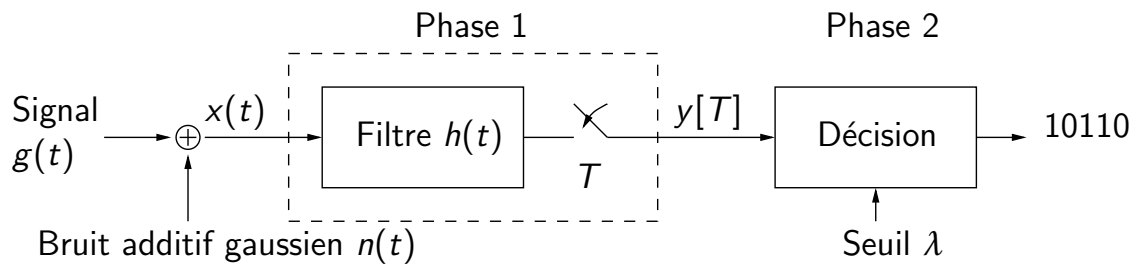 Phase 1
Phase 2
Signal
g(t)
x(t)
Filtre h(t)
T
y[T]
Décision
10110
Bruit additif gaussien n(t)
Seuil λ